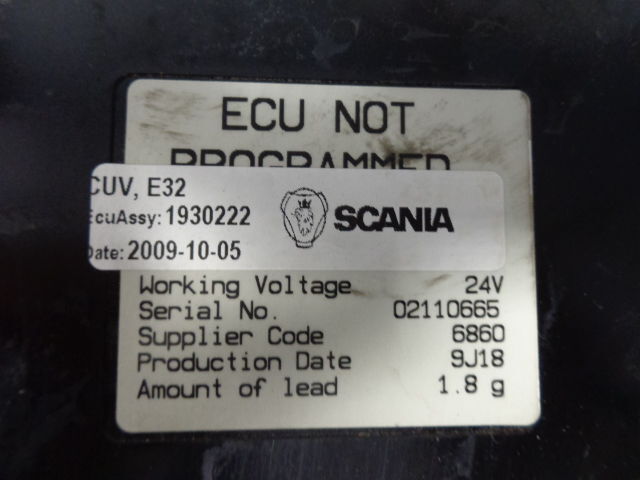 ECU NOT
PROGRAMMED
CUV, E32
EcuAssy: 1930222
SCANIA
Date: 2009-10-05
Working Voltage 24V
Serial No. 02110665
Supplier Code 6860
Production Date 9J18
Amount of lead 1.8 g